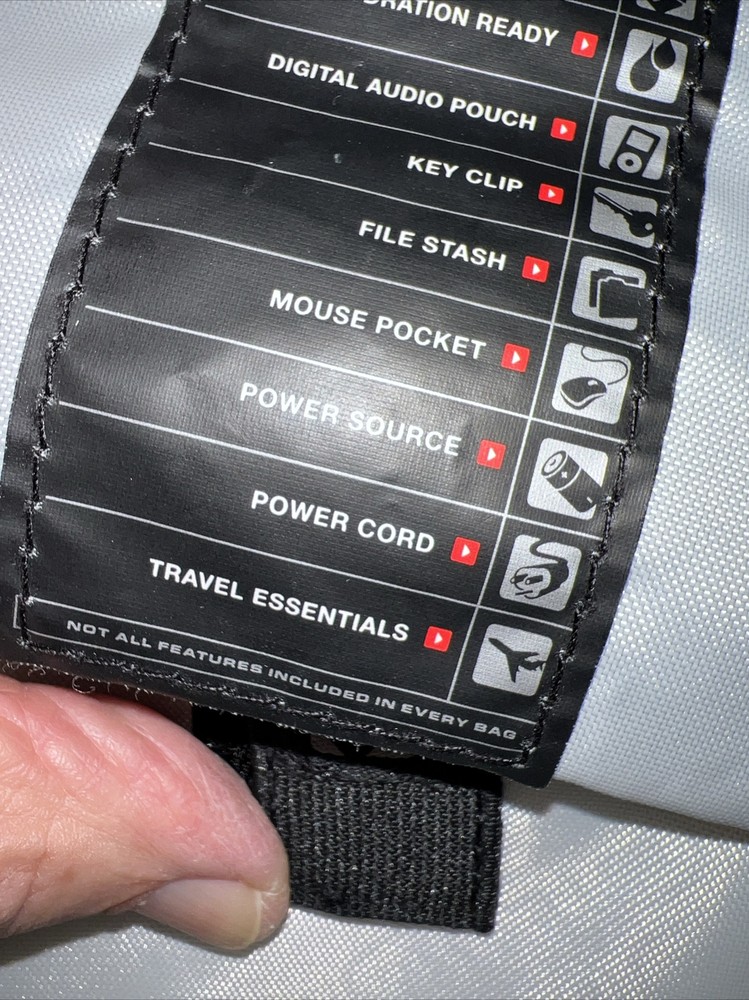 READY
DIGITAL AUDIO POUCH
KEY CLIP
FILE STASH
MOUSE POCKET
POWER SOURCE
POWER CORD
TRAVEL ESSENTIALS
NOT ALL FEATURES INCLUDED IN EVERY BAG